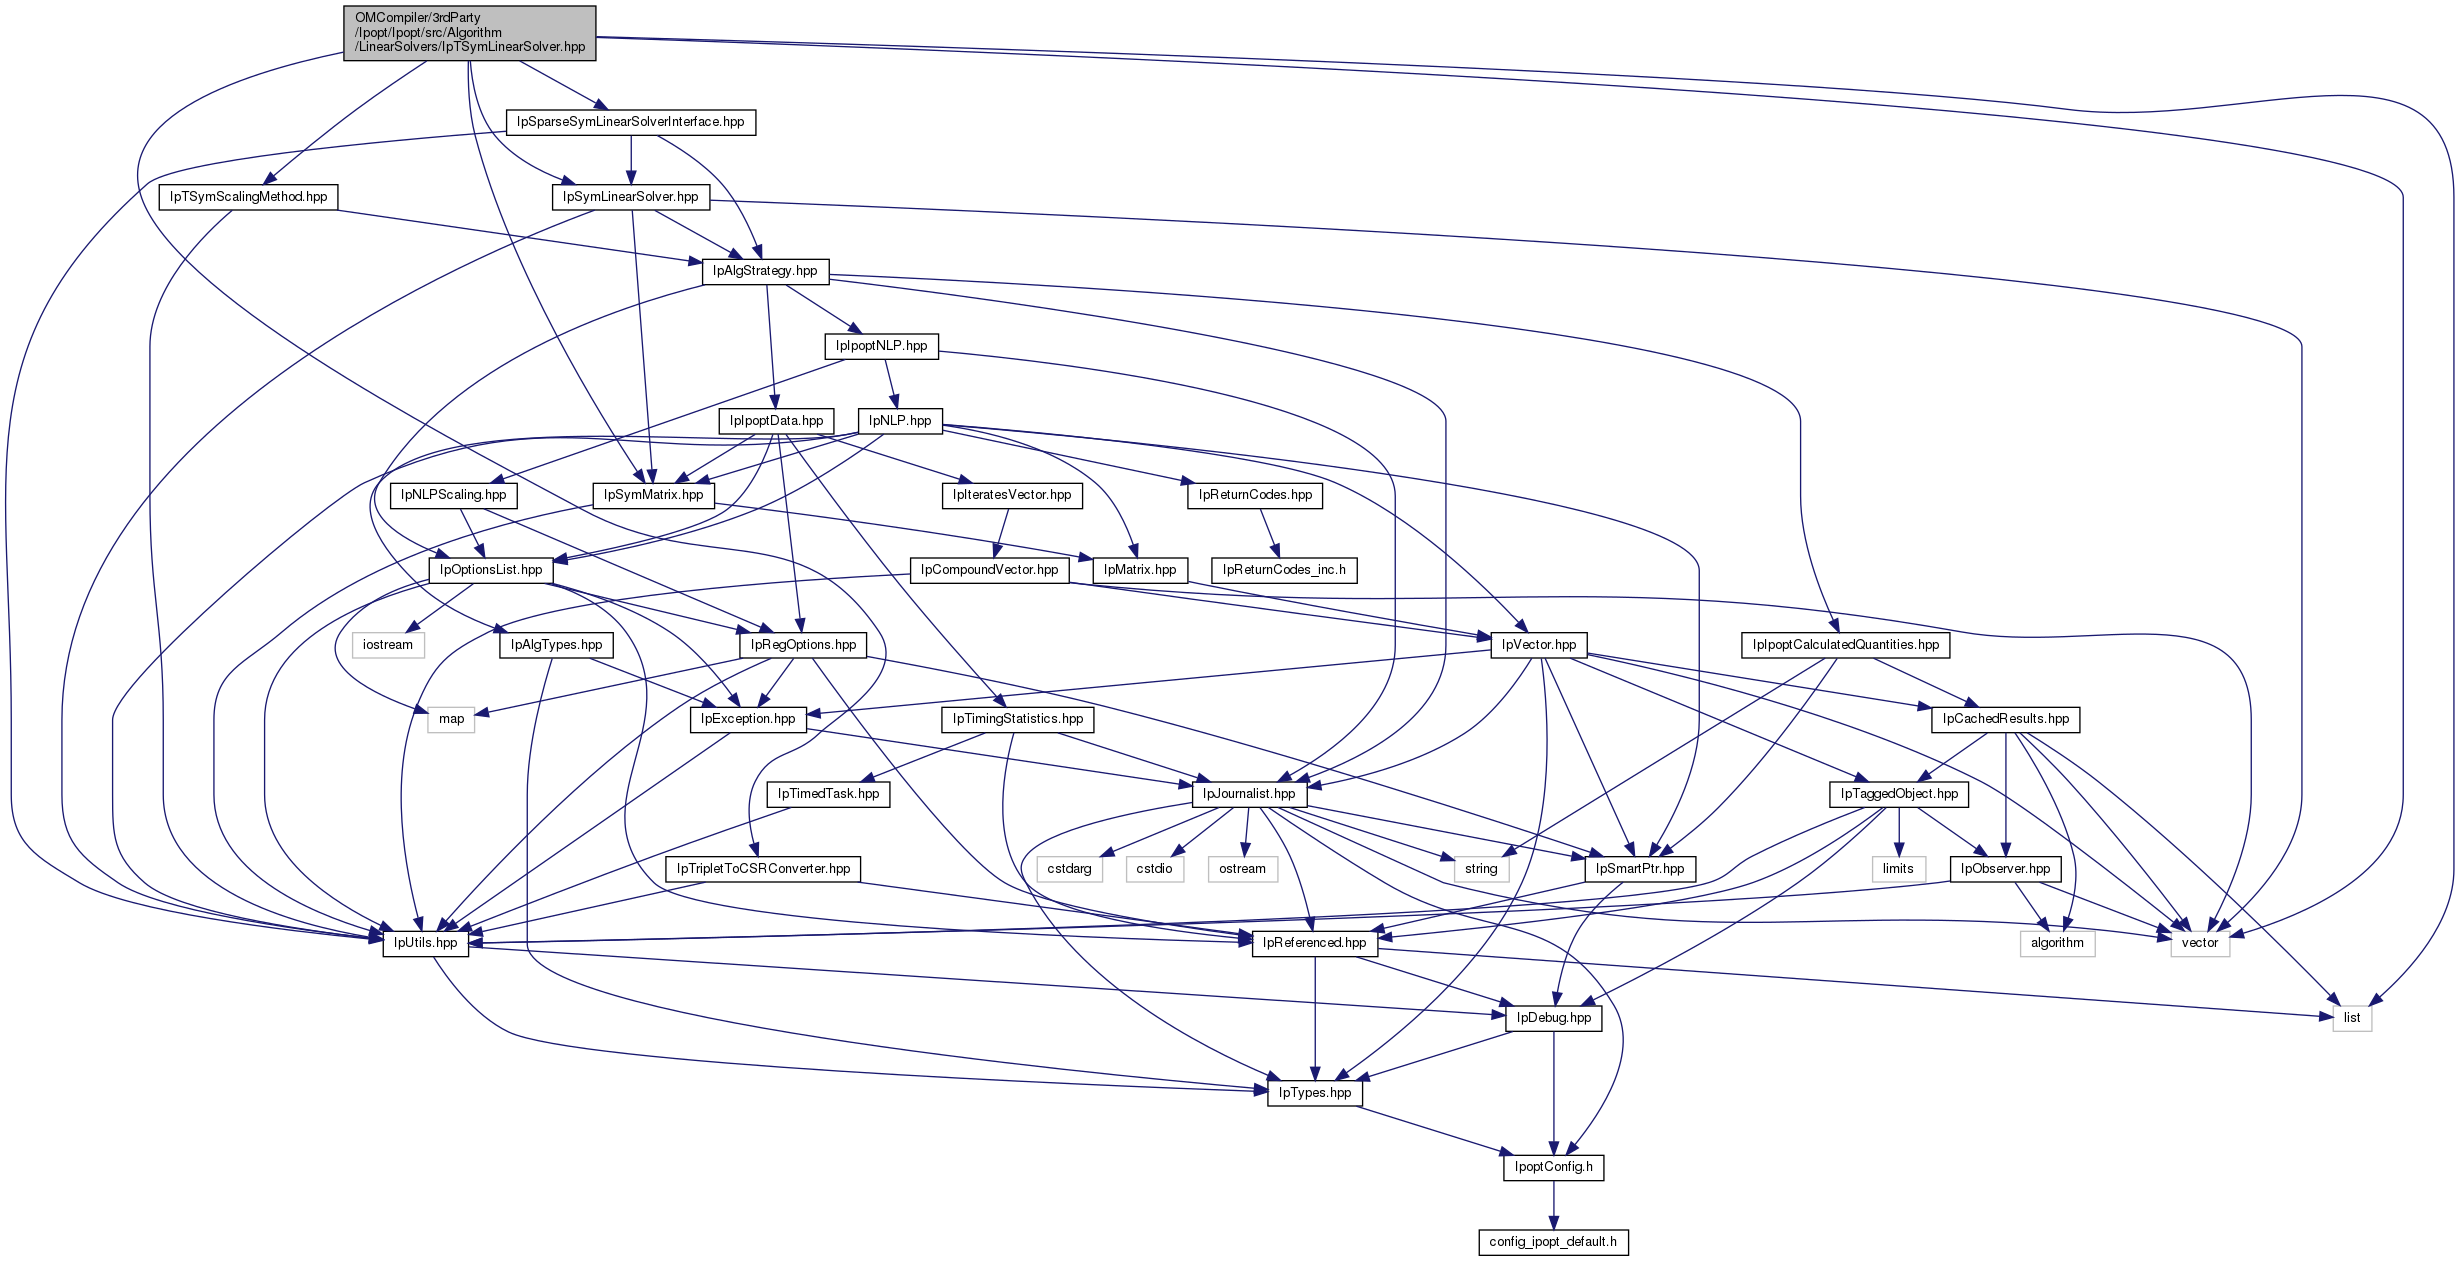 OMCompiler/3rdParty
/Ipopt/Ipopt/src/Algorithm
/LinearSolvers/IpTSymLinearSolver.hpp
IpSparseSymLinearSolverInterface.hpp
IpTSymScalingMethod.hpp
IpSymLinearSolver.hpp
IpAlgStrategy.hpp
IpIpoptNLP.hpp
IpIpoptData.hpp
IpNLP.hpp
IpNLPScaling.hpp
IpSymMatrix.hpp
IpIteratesVector.hpp
IpReturnCodes.hpp
IpOptionsList.hpp
IpCompoundVector.hpp
IpMatrix.hpp
IpReturnCodes_inc.h
iostream
IpAlgTypes.hpp
IpRegOptions.hpp
IpVector.hpp
IpIpoptCalculatedQuantities.hpp
map
IpException.hpp
IpTimingStatistics.hpp
IpCachedResults.hpp
IpTimedTask.hpp
IpJournalist.hpp
IpTaggedObject.hpp
IpTripletToCSRConverter.hpp
cstdarg
cstdio
ostream
string
IpSmartPtr.hpp
limits
IpObserver.hpp
IpUtils.hpp
IpReferenced.hpp
algorithm
vector
IpDebug.hpp
list
IpTypes.hpp
IpoptConfig.h
config_ipopt_default.h